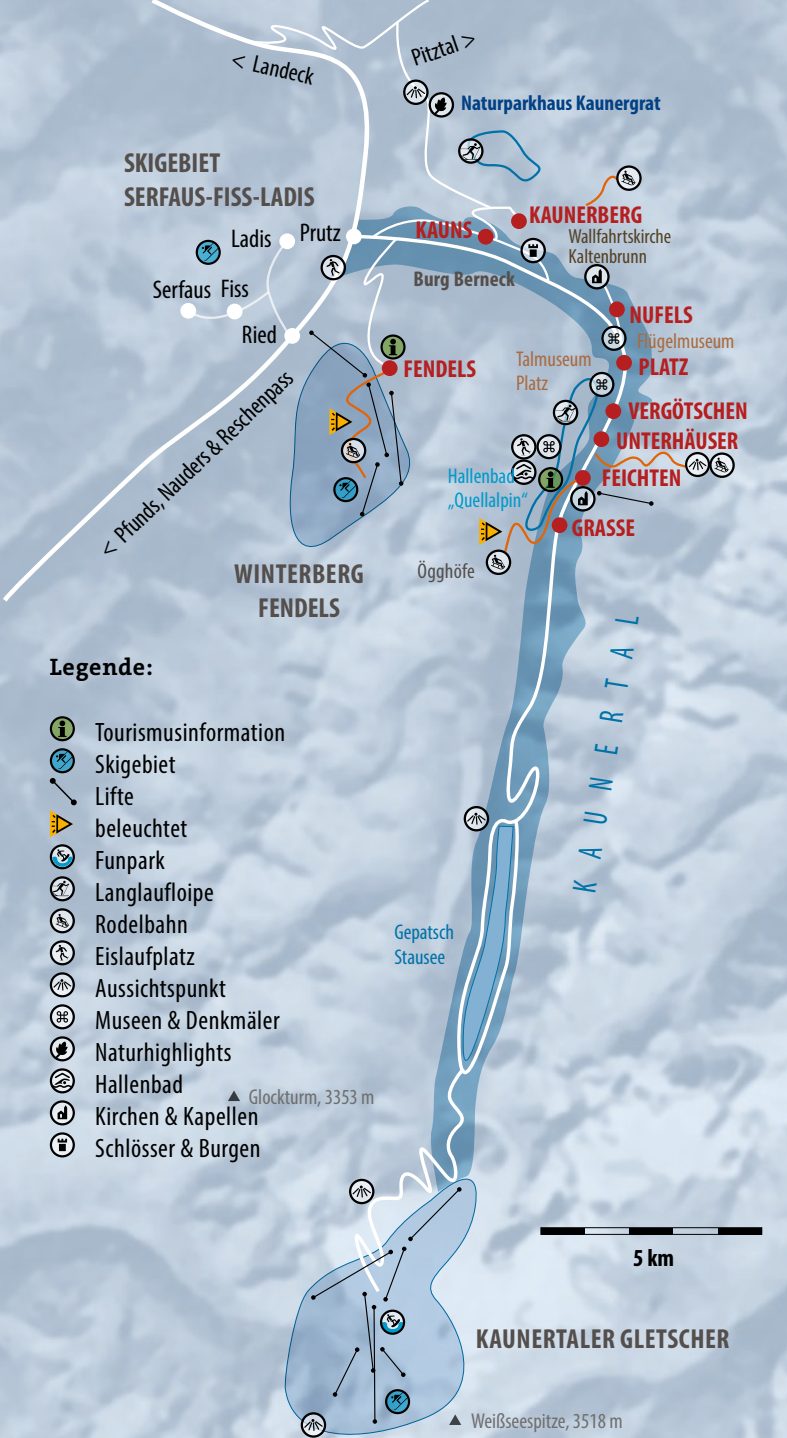 Pitztal >
< Landeck
Naturparkhaus Kaunergrat
SKIGEBIET
SERFAUS-FISS-LADIS
KAUNERBERG
KAUNS
Prutz
Ladis
Wallfahrtskirche
Kaltenbrunn
Burg Berneck
Serfaus
Fiss
NUFELS
Ried
Flügelmuseum
Talmuseum
Platz
PLATZ
FENDELS
VERGÖTSCHEN
UNTERHÄUSER
< Pfunds, Nauders & Reschenpass
Hallenbad
„Quellalpin“
FEICHTEN
GRASSE
Ögghöfe
WINTERBERG
FENDELS
KAUNERTAL
Legende:
Tourismusinformation
Skigebiet
Lifte
beleuchtet
Funpark
Langlaufloipe
Rodelbahn
Eislaufplatz
Aussichtspunkt
Museen & Denkmäler
Naturhighlights
Hallenbad
Kirchen & Kapellen
Schlösser & Burgen
Gepatsch
Stausee
Glockturm, 3353 m
5 km
KAUNERTALER GLETSCHER
Weißseespitze, 3518 m